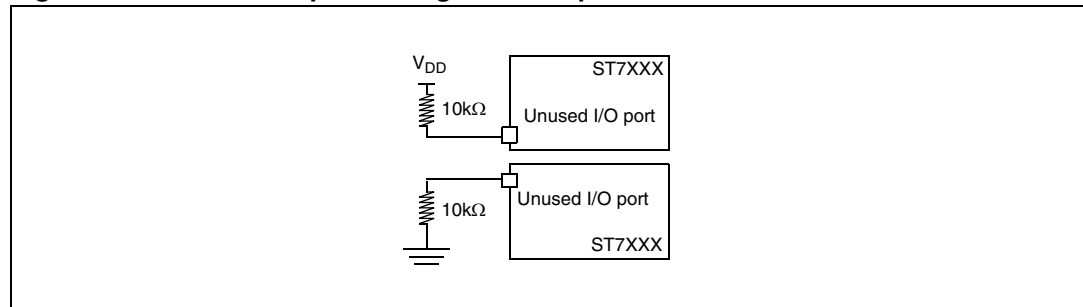 V_DD
ST7XXX
10kΩ
Unused I/O port
Unused I/O port
10kΩ
ST7XXX